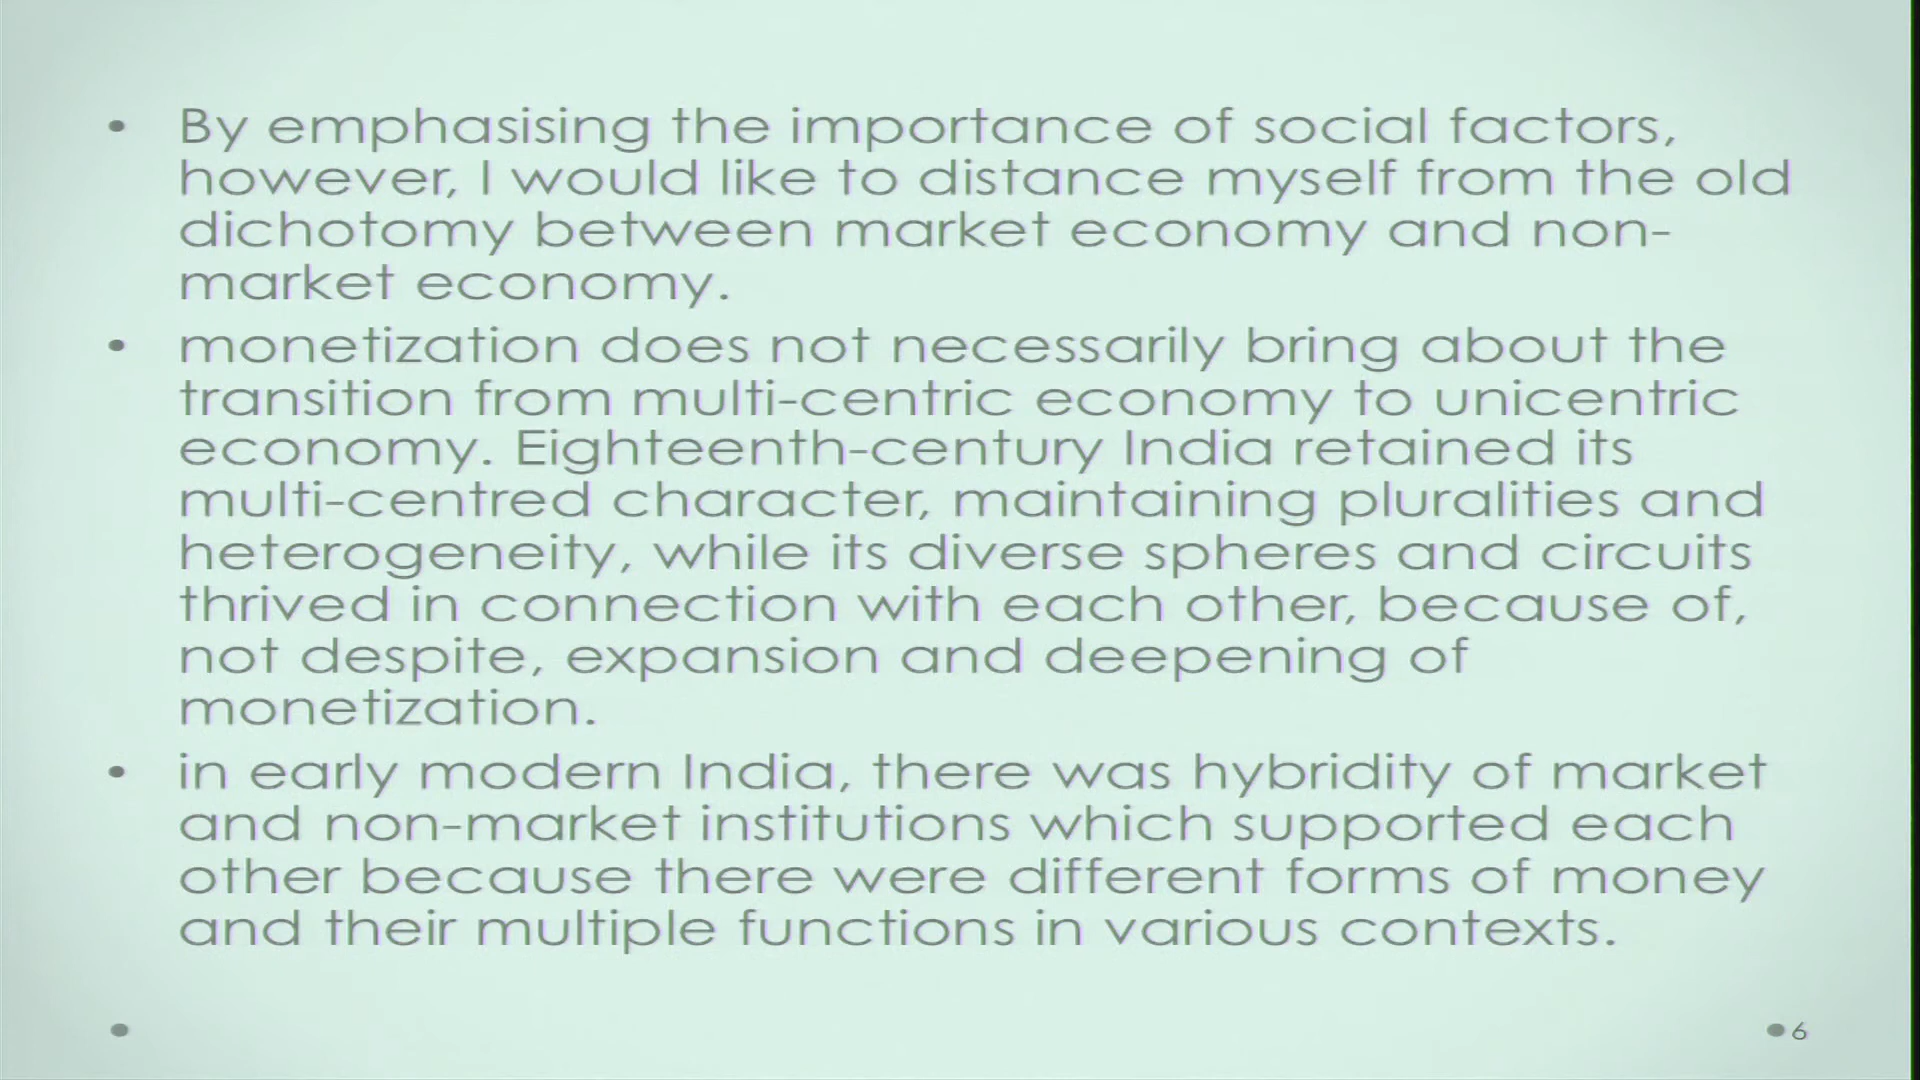 • By emphasising the importance of social factors,
however, I would like to distance myself from the old
dichotomy between market economy and non-
market economy.
• monetization does not necessarily bring about the
transition from multi-centric economy to unicentric
economy. Eighteenth-century India retained its
multi-centred character, maintaining pluralities and
heterogeneity, while its diverse spheres and circuits
thrived in connection with each other, because of,
not despite, expansion and deepening of
monetization.
• in early modern India, there was hybridity of market
and non-market institutions which supported each
other because there were different forms of money
and their multiple functions in various contexts.
6